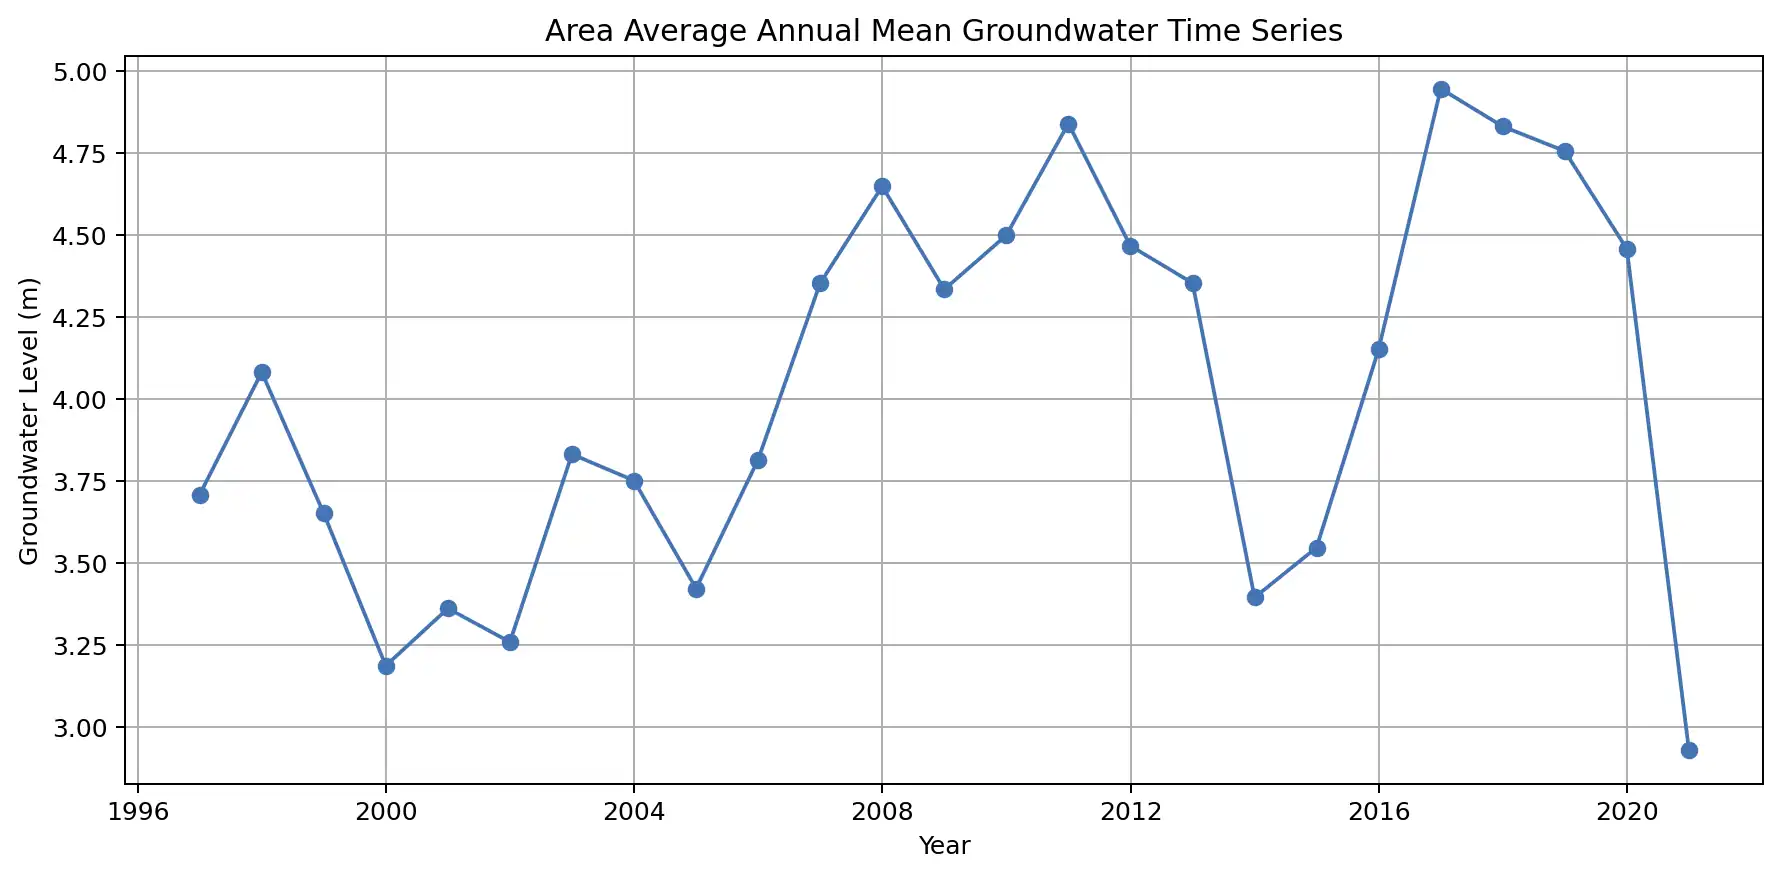 Area Average Annual Mean Groundwater Time Series
5.00
4.75
4.50
4.25
4.00
3.75
3.50
3.25
3.00
Groundwater Level (m)
1996 2000 2004 2008 2012 2016 2020
Year